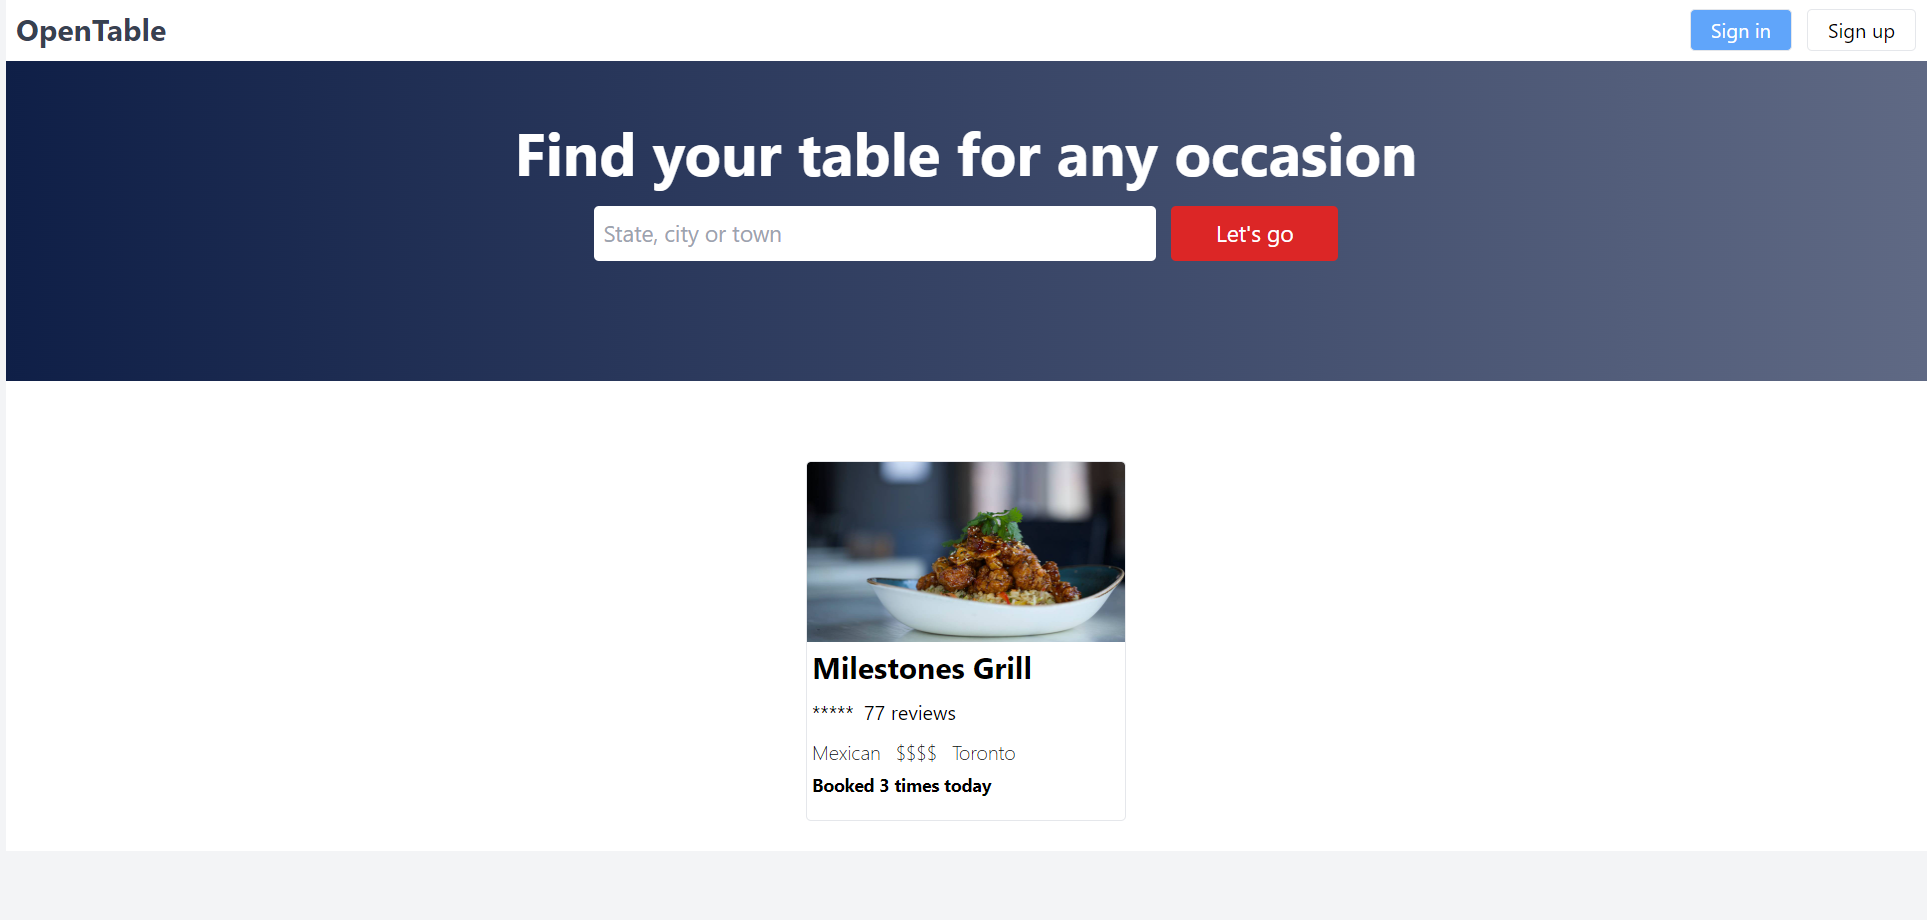 OpenTable
Sign in
Sign up
Find your table for any occasion
State, city or town
Let's go
Milestones Grill
***** 77 reviews
Mexican $$$$ Toronto
Booked 3 times today